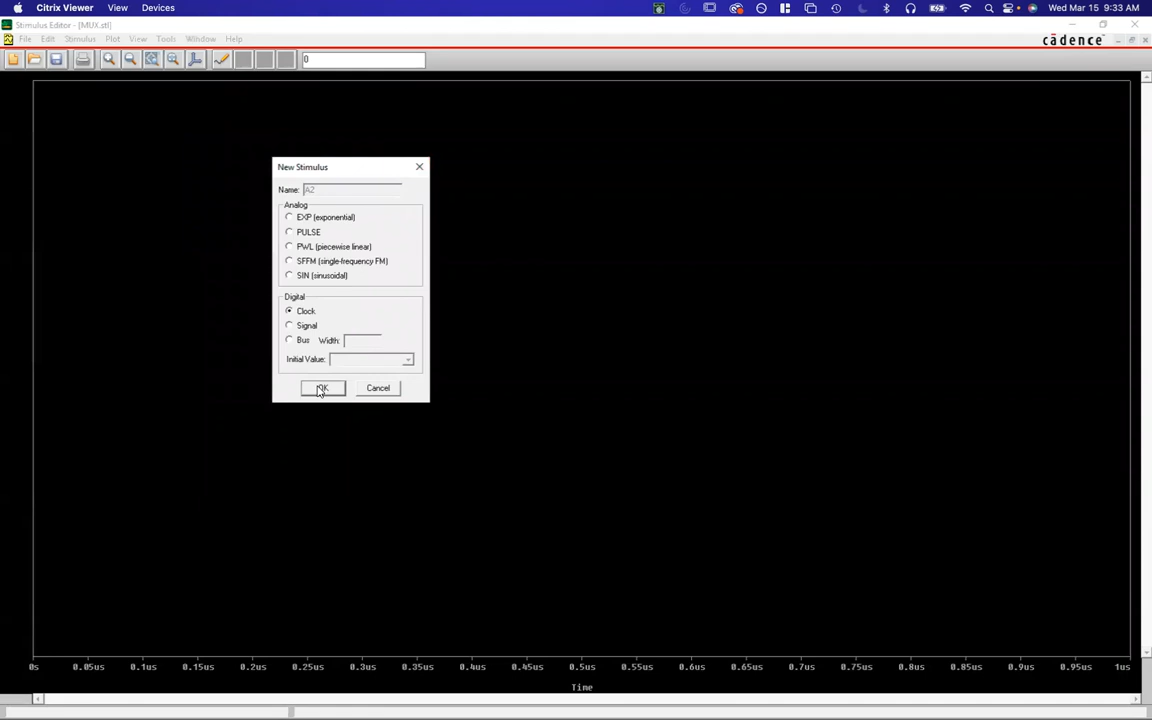 Citrix Viewer View Devices Wed Mar 15 9:33 AM
Stimulus Editor - [MUX.stl]
File Edit Stimulus Plot View Tools Window Help
cādence
0
New Stimulus
Name: A2
Analog
EXP (exponential)
PULSE
PWL (piecewise linear)
SFFM (single-frequency FM)
SIN (sinusoidal)
Digital
Clock
Signal
Bus Width:
Initial Value:
OK Cancel
0s 0.05us 0.1us 0.15us 0.2us 0.25us 0.3us 0.35us 0.4us 0.45us 0.5us 0.55us 0.6us 0.65us 0.7us 0.75us 0.8us 0.85us 0.9us 0.95us 1us
Time